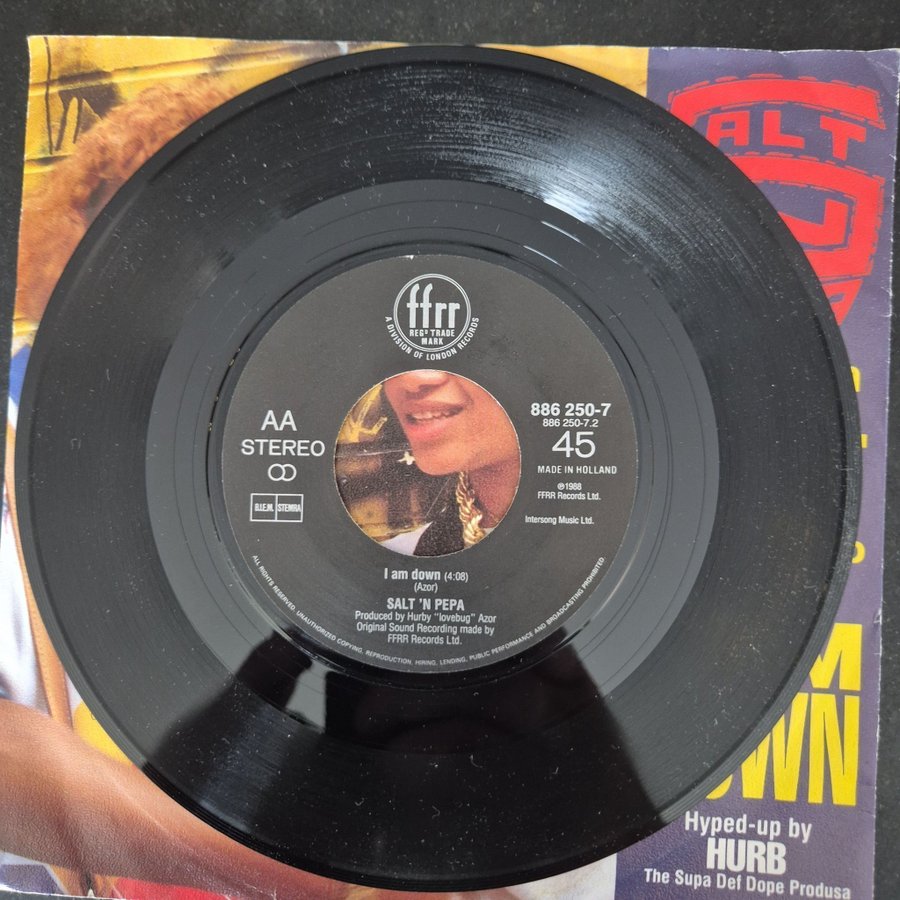 ALT
N
ffrr
REGD TRADE
MARK
A DIVISION OF LONDON RECORDS
AA
STEREO
886 250-7
886 250-7.2
45
MADE IN HOLLAND
℗1988
FFRR Records Ltd.
B.I.E.M. STEMRA
Intersong Music Ltd.
I am down (4:08)
(Azor)
SALT 'N PEPA
Produced by Hurby "lovebug" Azor
Original Sound Recording made by
FFRR Records Ltd.
ALL RIGHTS RESERVED. UNAUTHORIZED COPYING, REPRODUCTION, HIRING, LENDING, PUBLIC PERFORMANCE AND BROADCASTING PROHIBITED.
M
OWN
Hyped-up by
HURB
The Supa Def Dope Produsa